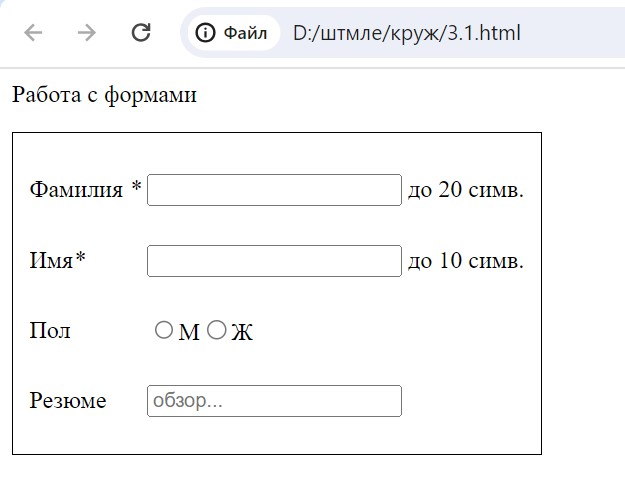 Файл D:/штмле/круж/3.1.html
Работа с формами
Фамилия * до 20 симв.
Имя* до 10 симв.
Пол М Ж
Резюме обзор...